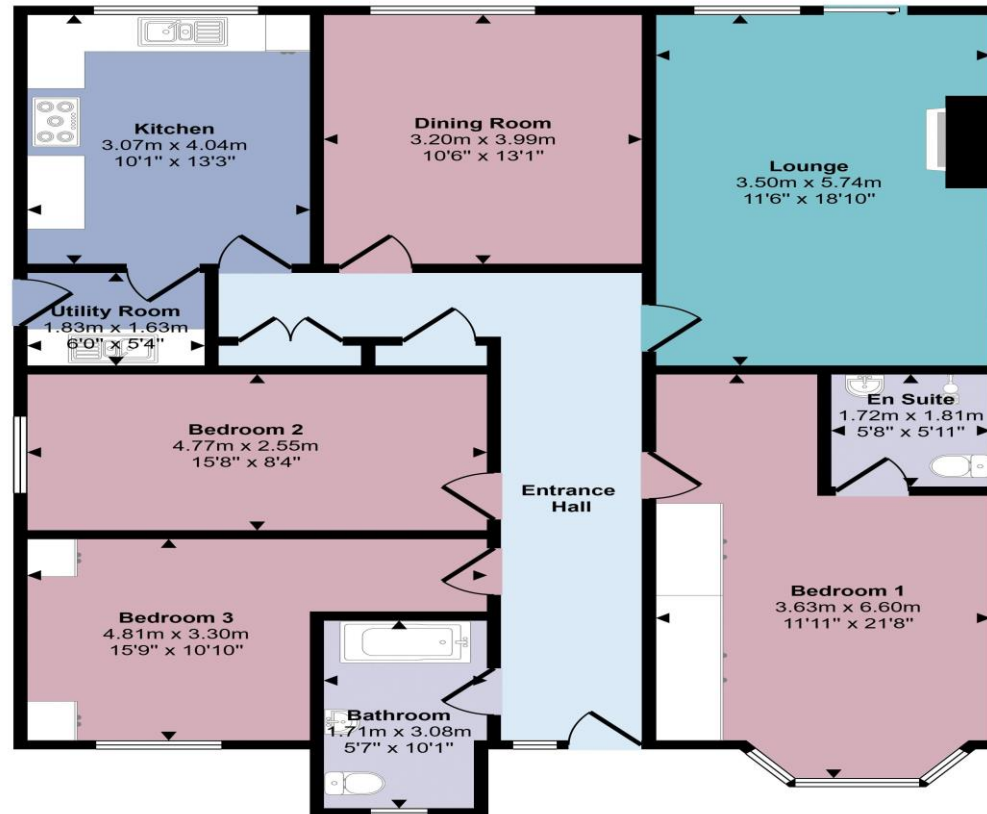 Kitchen
3.07m x 4.04m
10'1" x 13'3"
Dining Room
3.20m x 3.99m
10'6" x 13'1"
Lounge
3.50m x 5.74m
11'6" x 18'10"
Utility Room
1.83m x 1.63m
6'0" x 5'4"
En Suite
1.72m x 1.81m
5'8" x 5'11"
Bedroom 2
4.77m x 2.55m
15'8" x 8'4"
Entrance
Hall
Bedroom 1
3.63m x 6.60m
11'11" x 21'8"
Bedroom 3
4.81m x 3.30m
15'9" x 10'10"
Bathroom
1.71m x 3.08m
5'7" x 10'1"